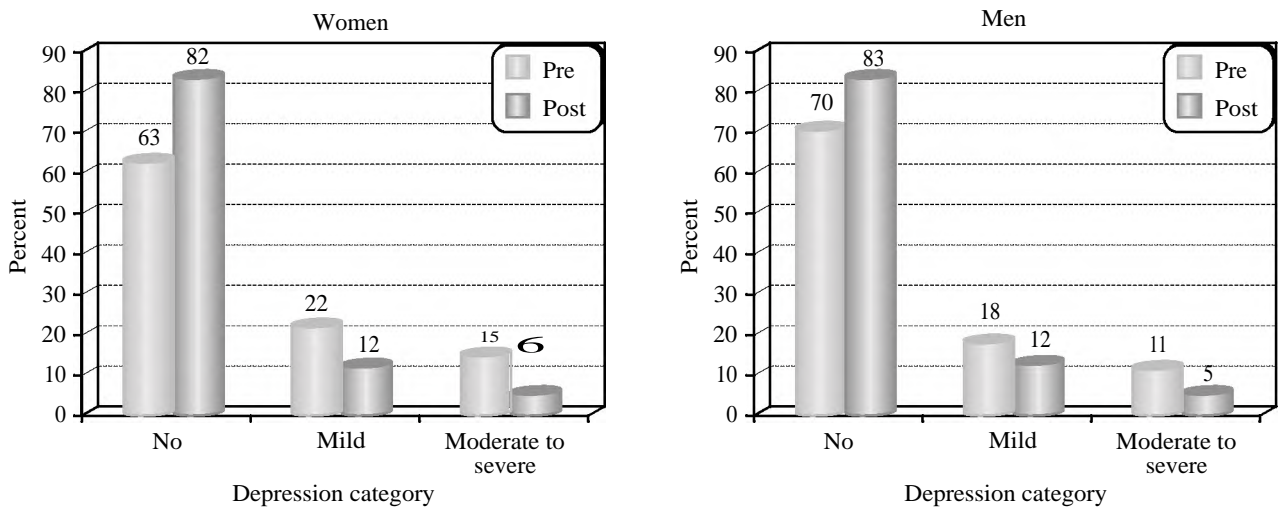 Women
90
80
70
60
50
40
30
20
10
0
Percent
63
82
22
12
15
6
Pre
Post
No
Mild
Moderate to
severe
Depression category
Men
90
80
70
60
50
40
30
20
10
0
Percent
70
83
18
12
11
5
Pre
Post
No
Mild
Moderate to
severe
Depression category